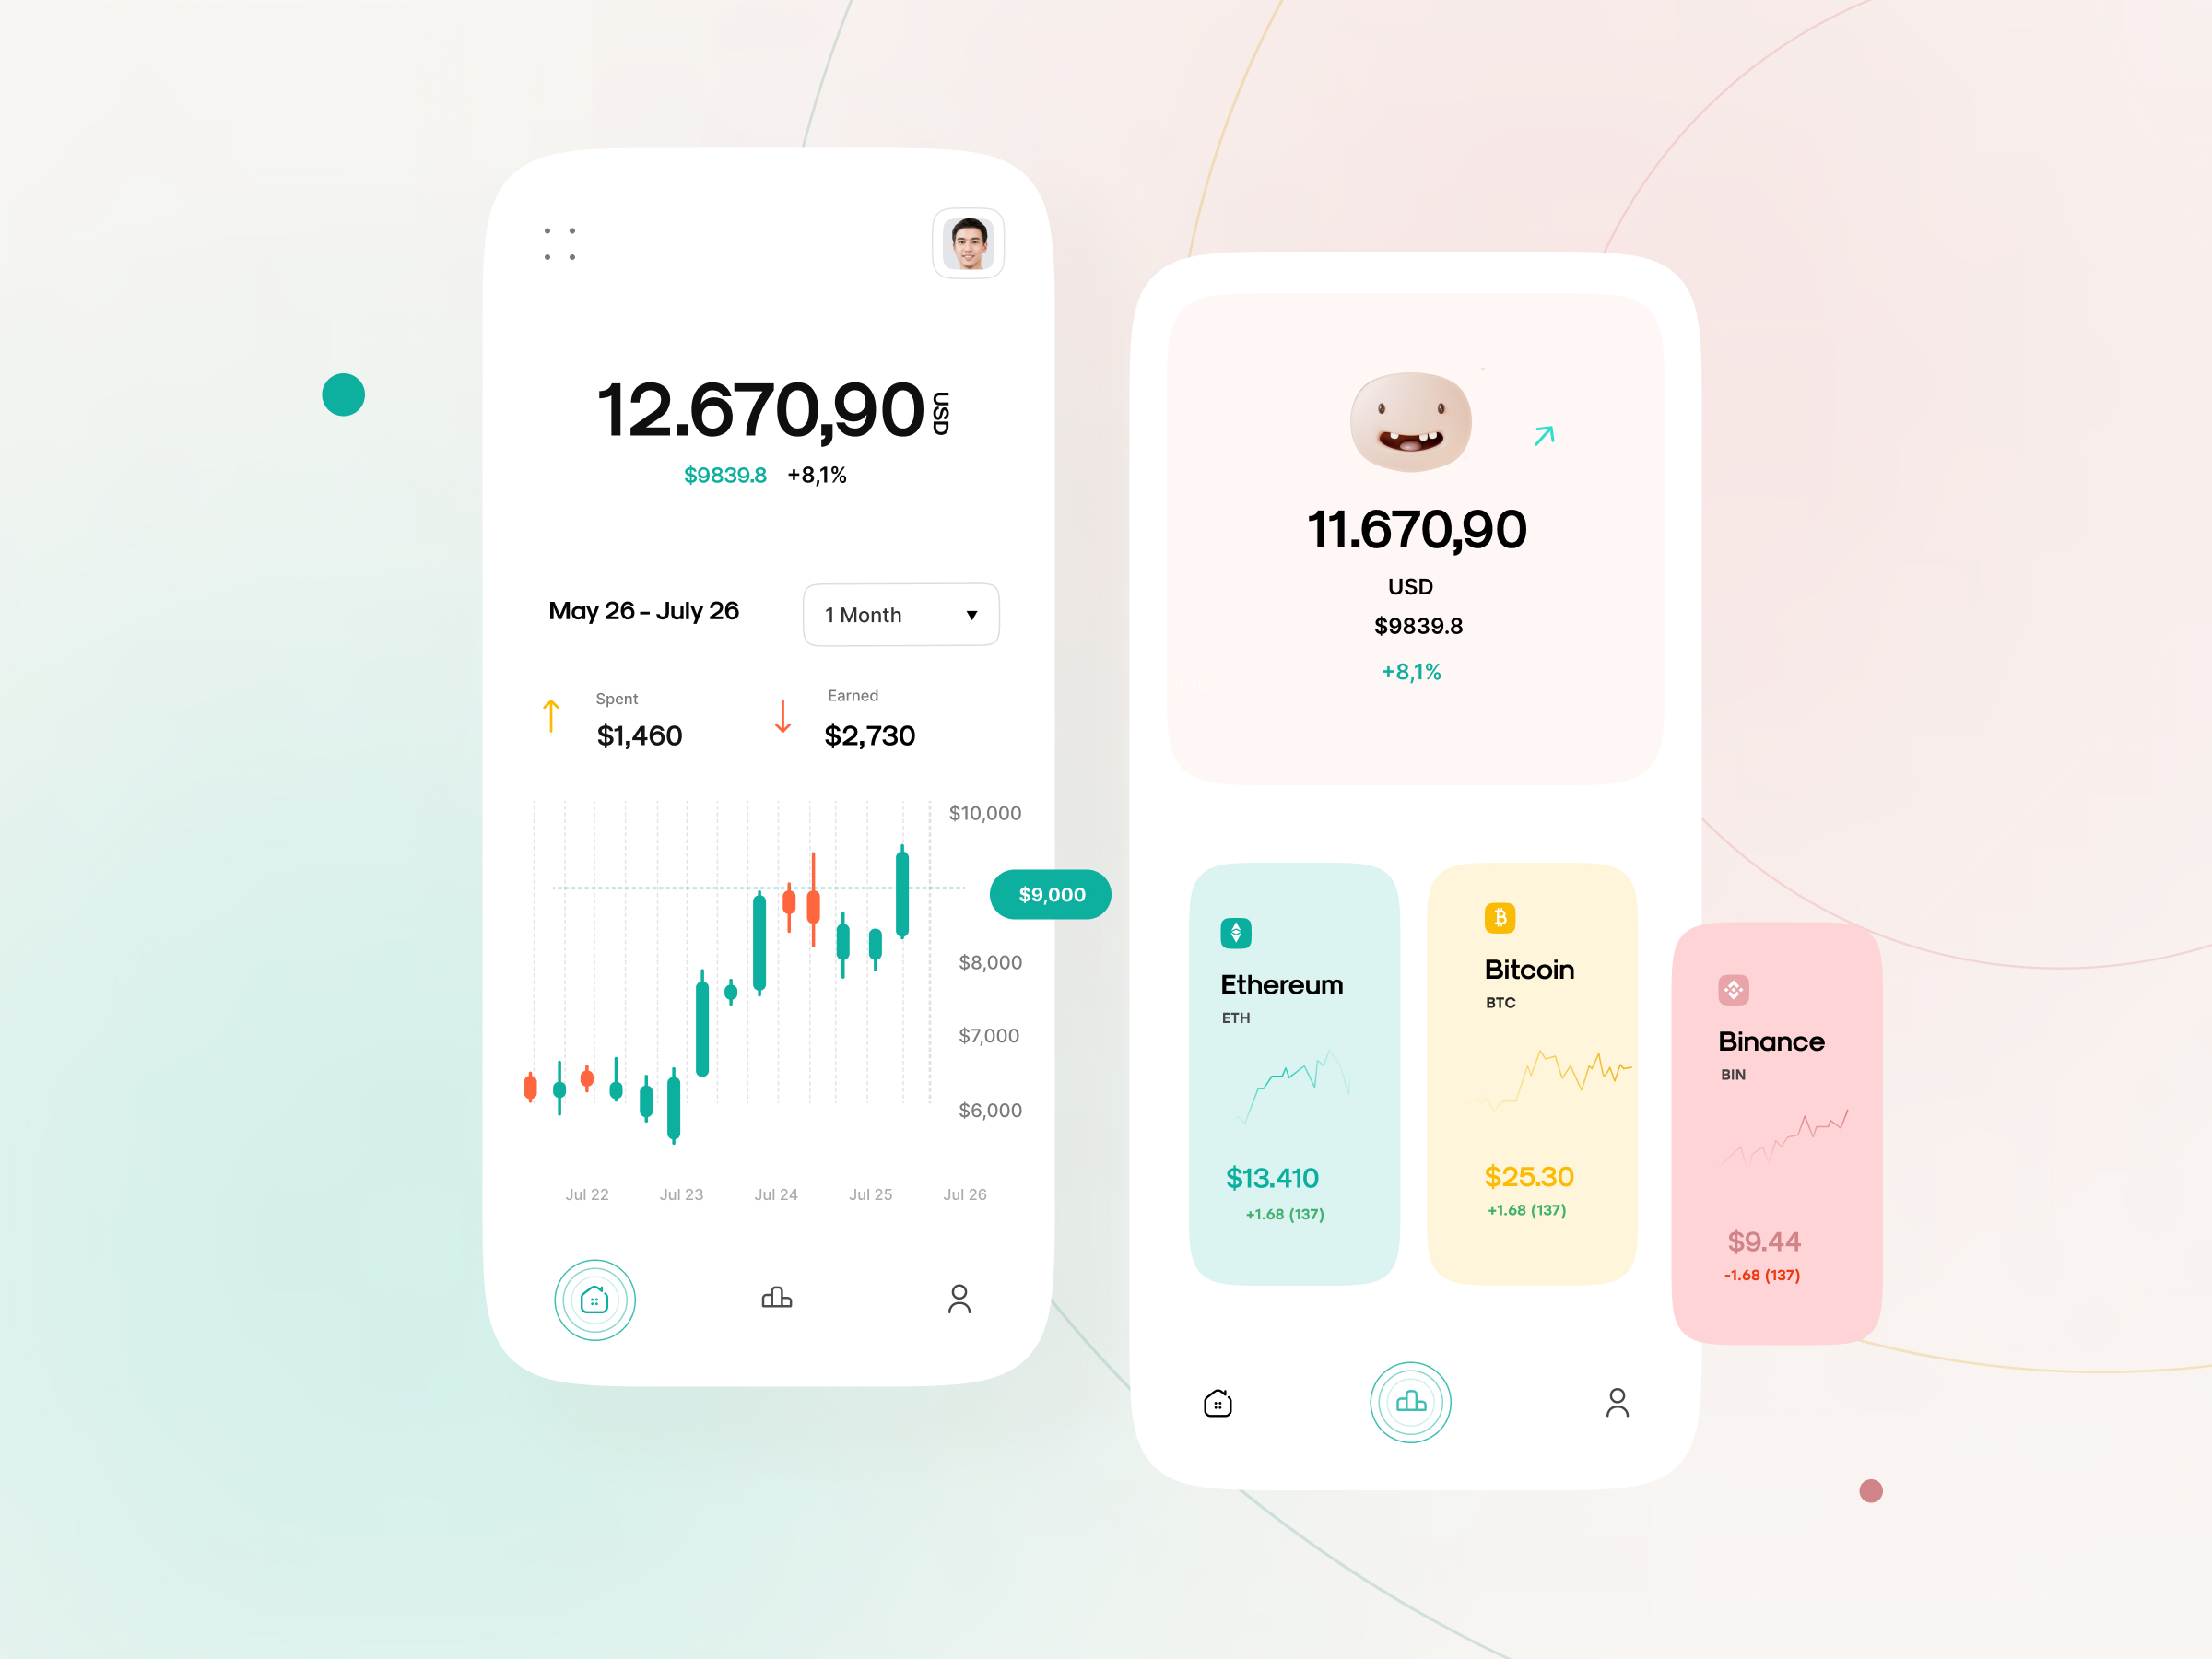 12.670,90 USD
$9839.8 +8,1%
May 26 - July 26
1 Month
Spent
$1,460
Earned
$2,730
$10,000
$9,000
$8,000
$7,000
$6,000
Jul 22 Jul 23 Jul 24 Jul 25 Jul 26
11.670,90
USD
$9839.8
+8,1%
Ethereum
ETH
$13.410
+1.68 (137)
Bitcoin
BTC
$25.30
+1.68 (137)
Binance
BIN
$9.44
-1.68 (137)